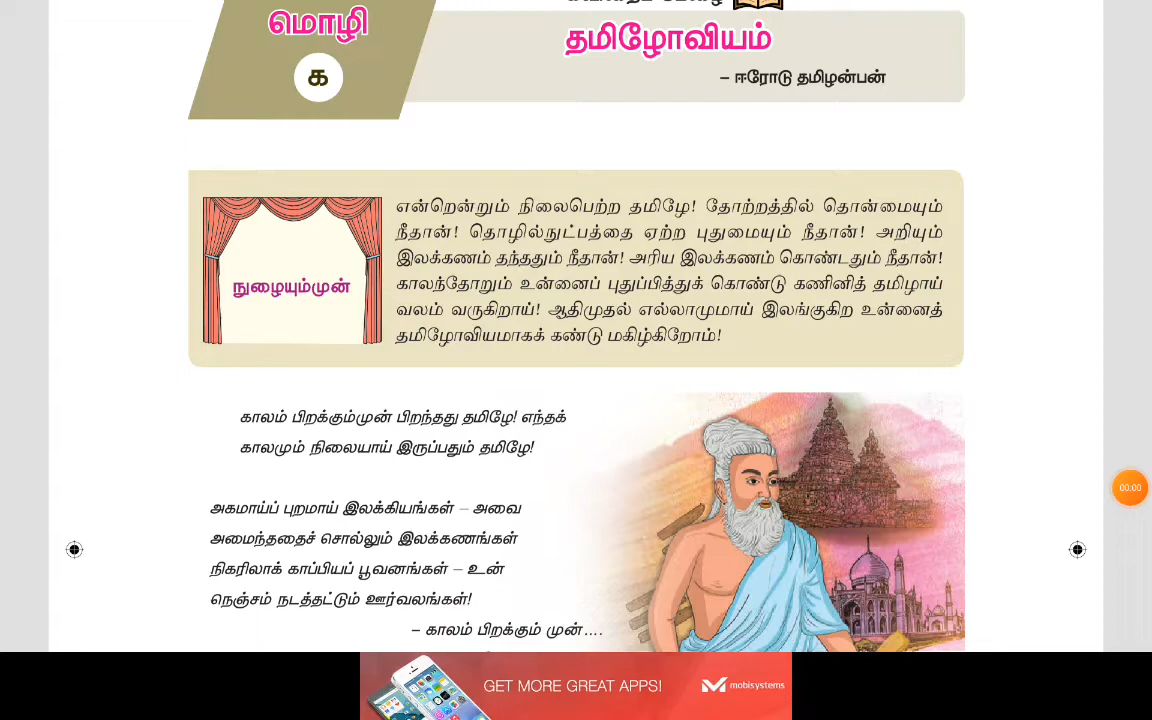 மொழி
தமிழோவியம்
க
– ஈரோடு தமிழன்பன்
நுழையும்முன்
என்றென்றும் நிலைபெற்ற தமிழே! தோற்றத்தில் தொன்மையும்
நீதான்! தொழில்நுட்பத்தை ஏற்ற புதுமையும் நீதான்! அறியும்
இலக்கணம் தந்ததும் நீதான்! அரிய இலக்கணம் கொண்டதும் நீதான்!
காலந்தோறும் உன்னைப் புதுப்பித்துக் கொண்டு கணினித் தமிழாய்
வலம் வருகிறாய்! ஆதிமுதல் எல்லாமுமாய் இலங்குகிற உன்னைத்
தமிழோவியமாகக் கண்டு மகிழ்கிறோம்!
காலம் பிறக்கும்முன் பிறந்தது தமிழே! எந்தக்
காலமும் நிலையாய் இருப்பதும் தமிழே!
அகமாய்ப் புறமாய் இலக்கியங்கள் – அவை
அமைந்ததைச் சொல்லும் இலக்கணங்கள்
நிகரிலாக் காப்பியப் பூவனங்கள் – உன்
நெஞ்சம் நடத்தட்டும் ஊர்வலங்கள்!
– காலம் பிறக்கும் முன்....
00:00
GET MORE GREAT APPS!
mobisystems